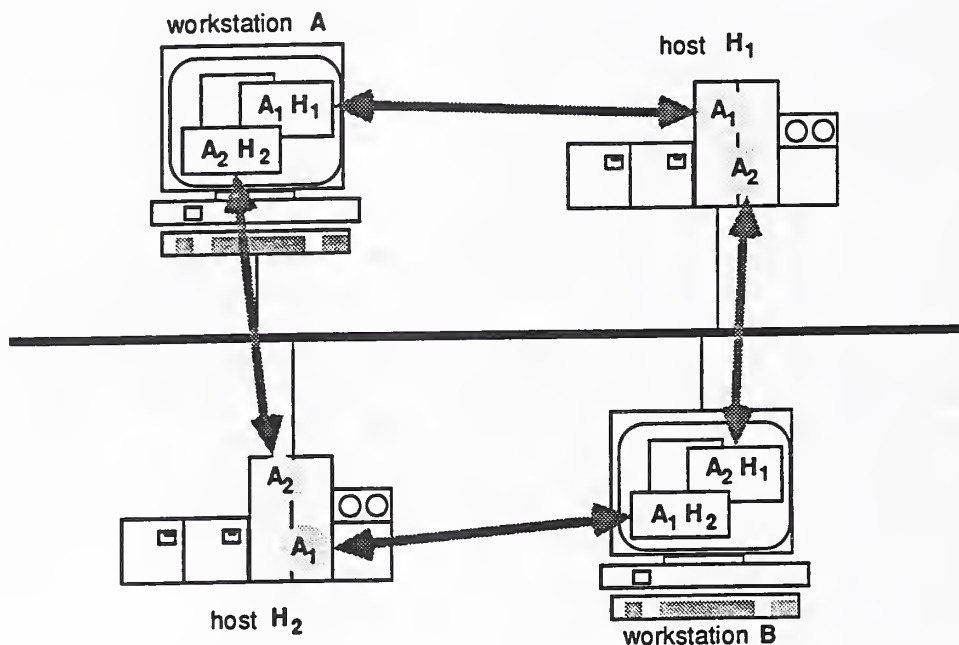 workstation A
host H₁
A₁ H₁
A₂ H₂
A₁
A₂
A₂
A₁
A₂ H₁
A₁ H₂
host H₂
workstation B